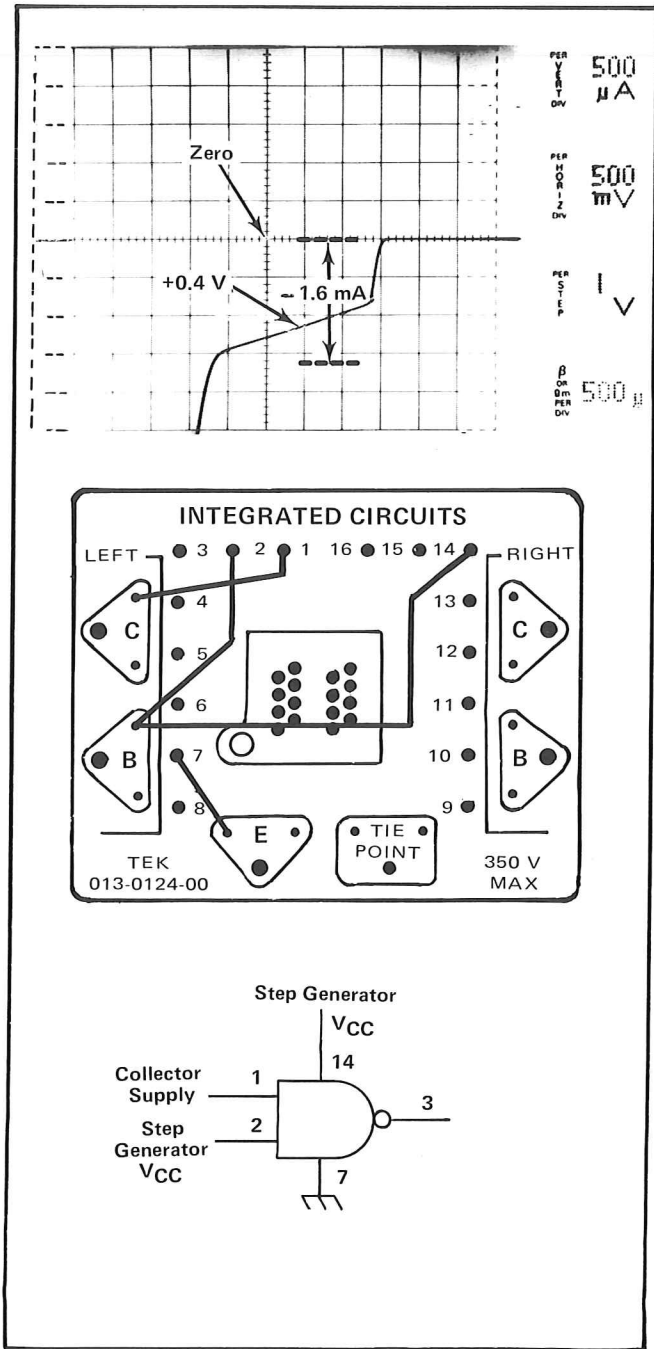 PER VERT DIV
500 µA
Zero
PER HORIZ DIV
500 mV
+0.4 V
- 1.6 mA
PER STEP
1 V
β OR gm PER DIV
500 µ
INTEGRATED CIRCUITS
LEFT
3 2 1 16 15 14
RIGHT
4
13
C
C
5
12
6
11
B
B
7
10
8
9
E
TIE POINT
TEK
013-0124-00
350 V
MAX
Step Generator
VCC
14
Collector
Supply
1
3
Step
Generator
VCC
2
7